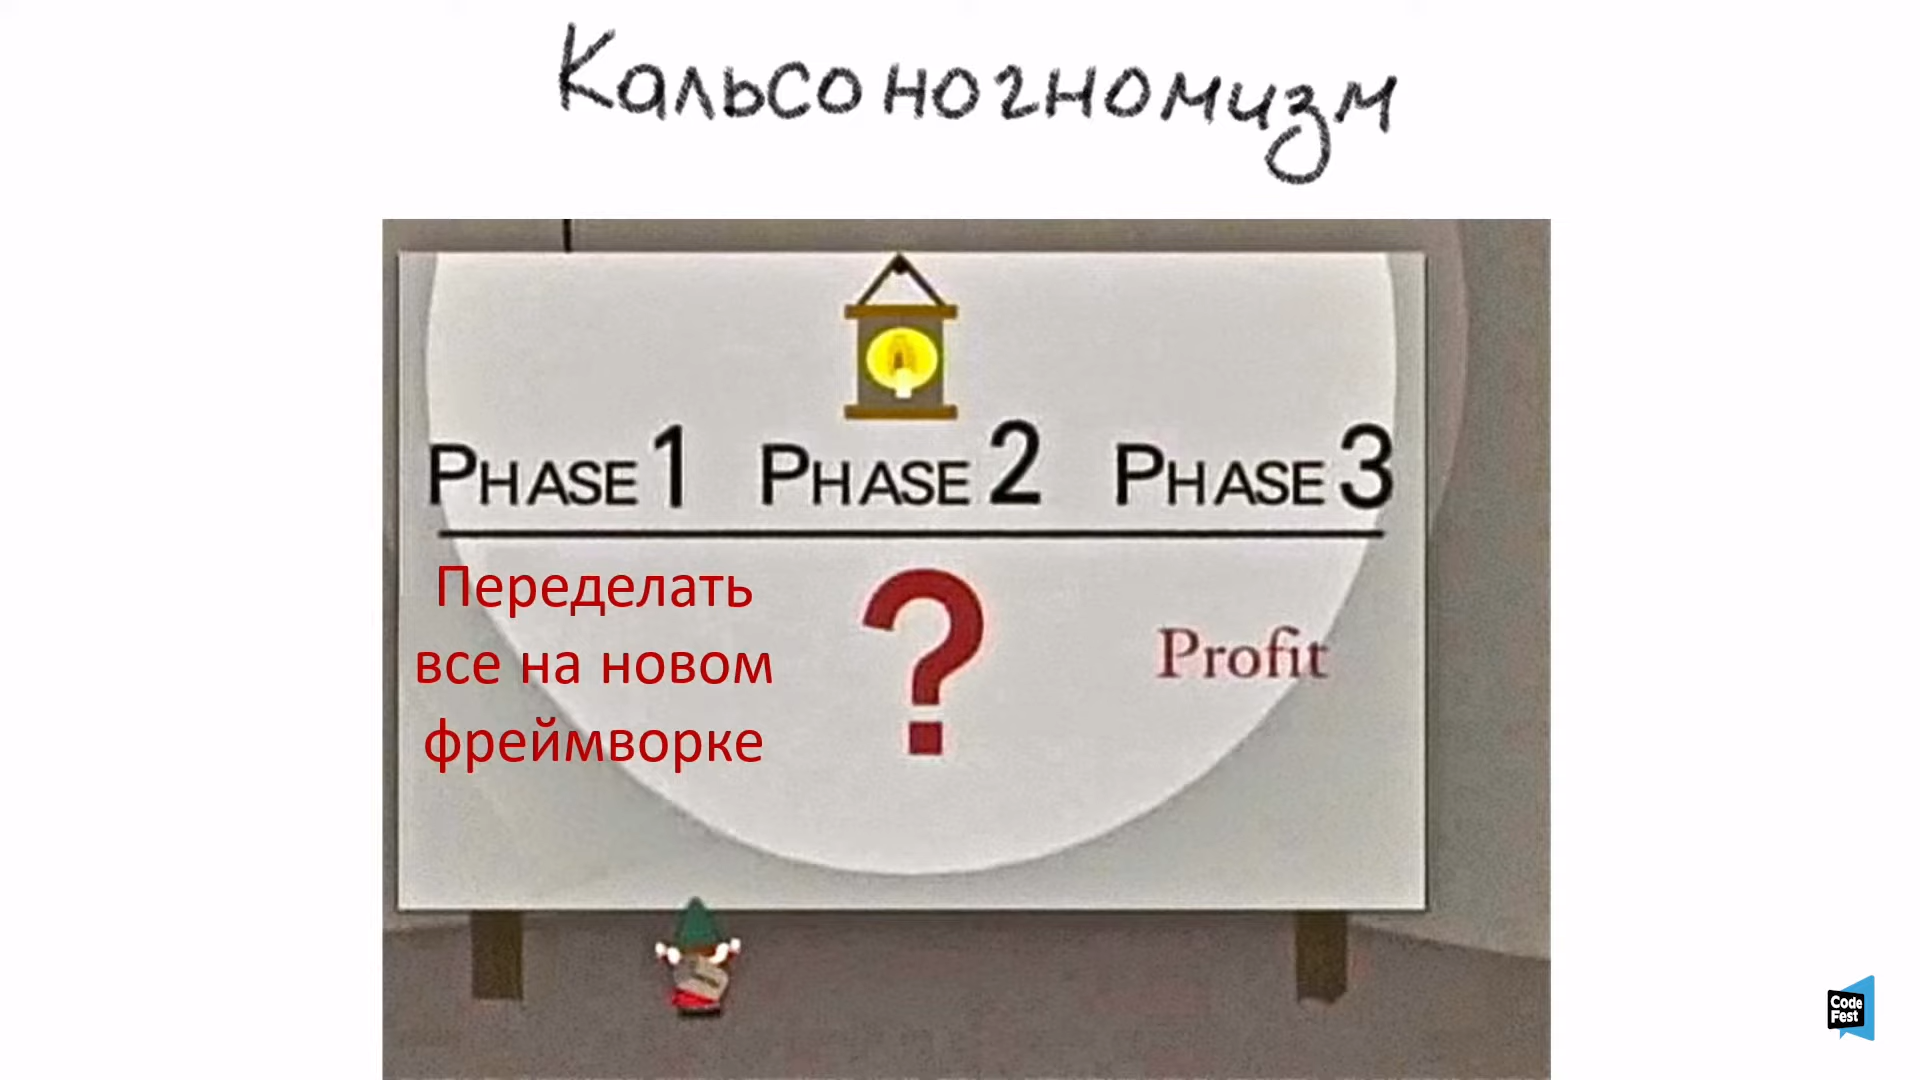 Кальсоногномизм
PHASE 1 PHASE 2 PHASE 3
Переделать
все на новом
фреймворке
?
Profit
Code
Fest